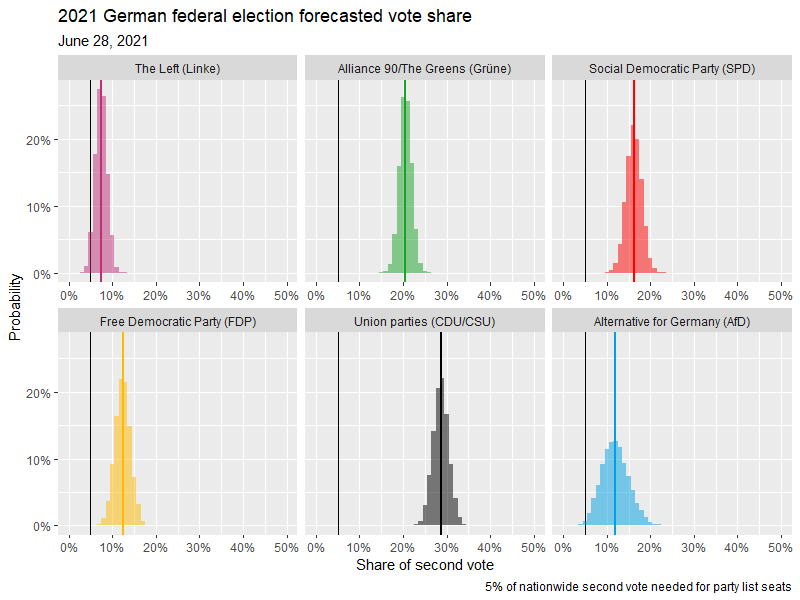 2021 German federal election forecasted vote share
June 28, 2021
The Left (Linke) Alliance 90/The Greens (Grüne) Social Democratic Party (SPD)
20%
10%
0%
0% 10% 20% 30% 40% 50% 0% 10% 20% 30% 40% 50% 0% 10% 20% 30% 40% 50%
Probability
Free Democratic Party (FDP) Union parties (CDU/CSU) Alternative for Germany (AfD)
20%
10%
0%
0% 10% 20% 30% 40% 50% 0% 10% 20% 30% 40% 50% 0% 10% 20% 30% 40% 50%
Share of second vote
5% of nationwide second vote needed for party list seats